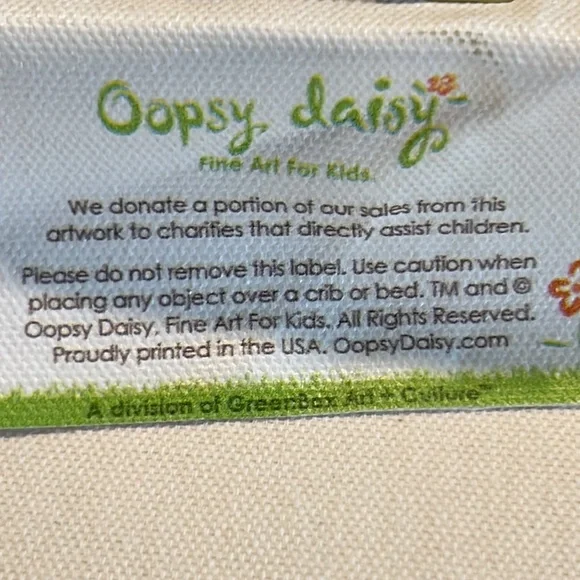 Oopsy daisy
Fine Art For Kids.
We donate a portion of our sales from this
artwork to charities that directly assist children.
Please do not remove this label. Use caution when
placing any object over a crib or bed. TM and ©
Oopsy Daisy, Fine Art For Kids. All Rights Reserved.
Proudly printed in the USA. OopsyDaisy.com
A division of GreenBox Art + Culture™